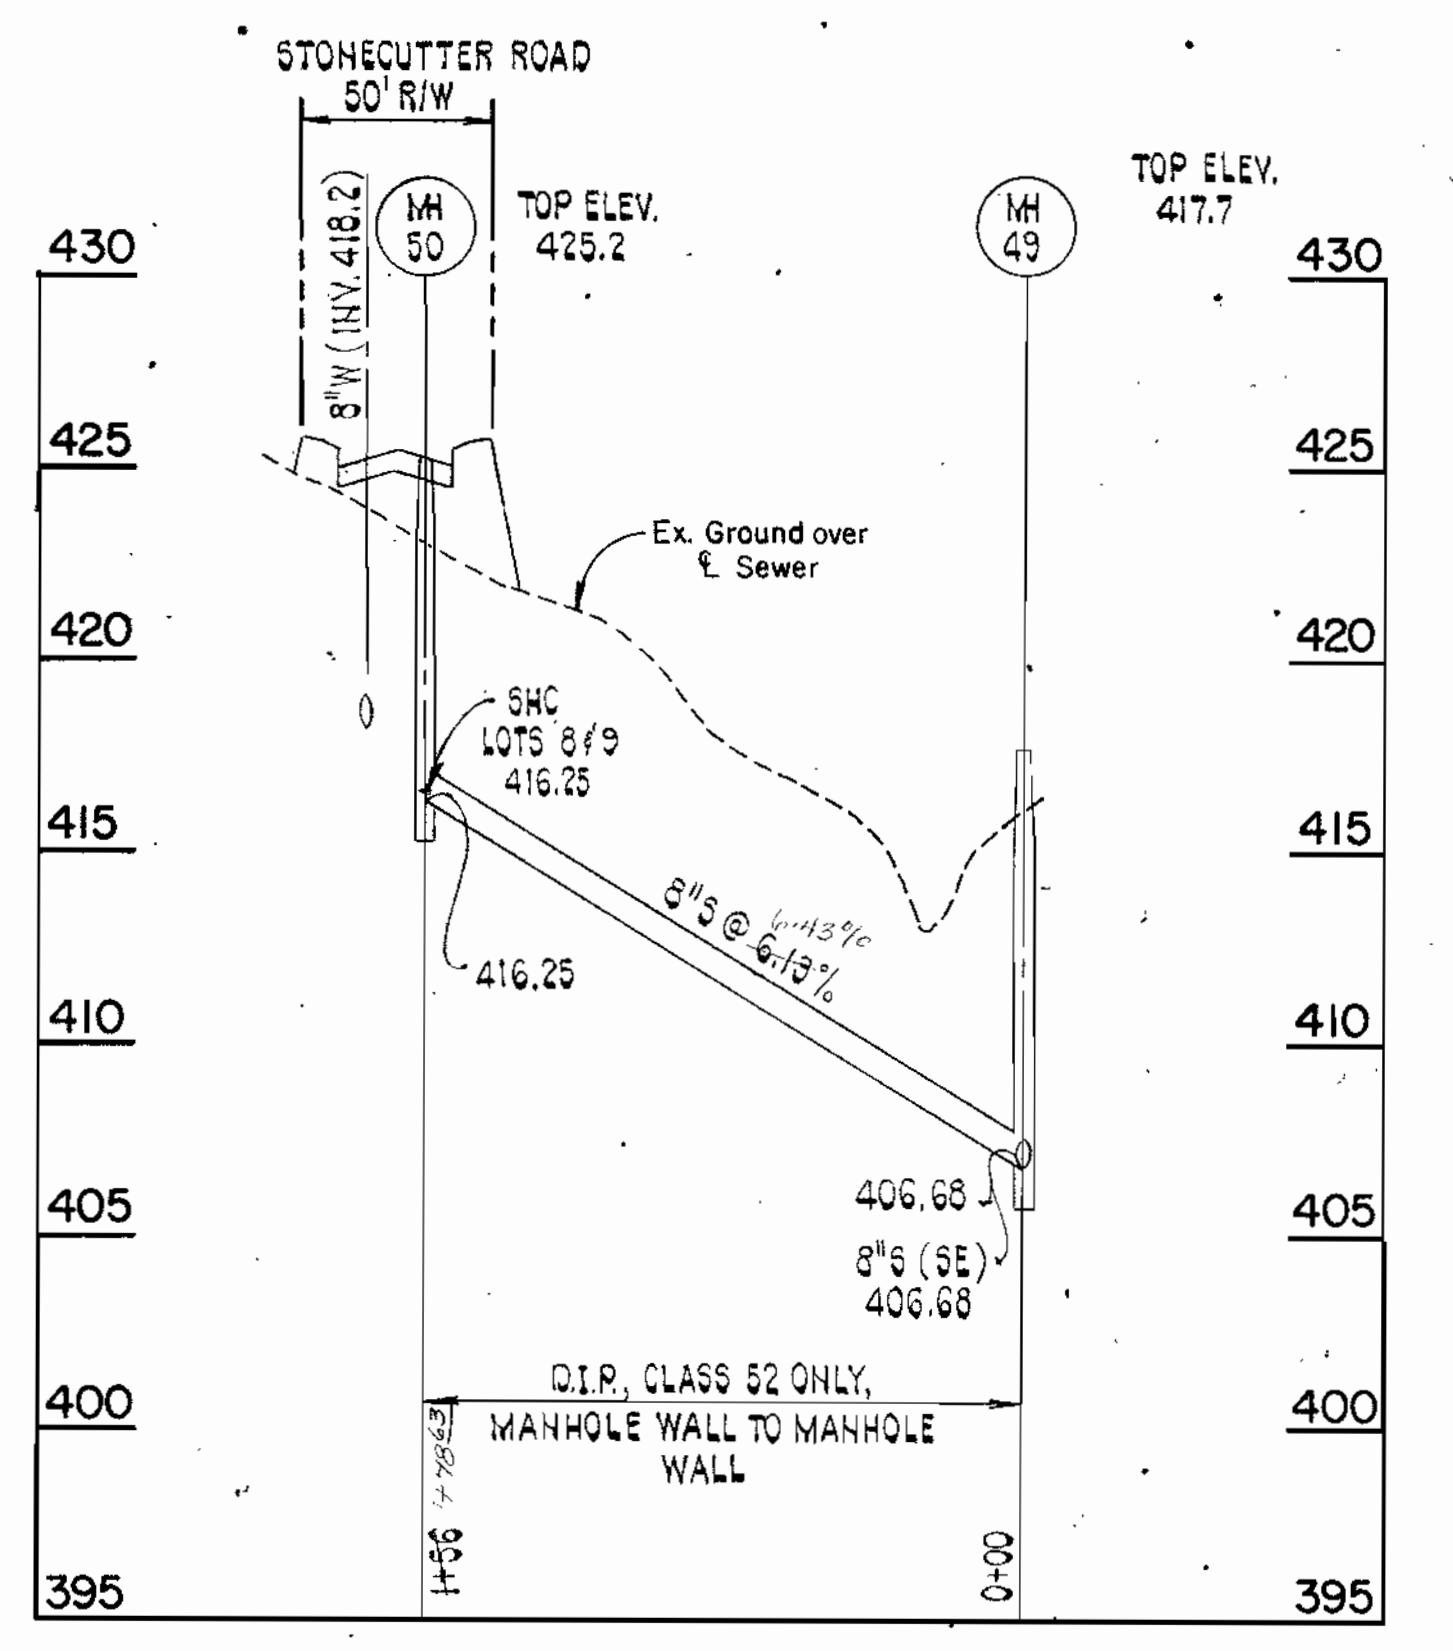 STONECUTTER ROAD
50' R/W
8"W (INV. 418.2)
MH
50
TOP ELEV.
425.2
MH
49
TOP ELEV.
417.7
430
425
420
415
410
405
400
395
430
425
420
415
410
405
400
395
Ex. Ground over
℄ Sewer
SHC
LOTS 8 & 9
416.25
416.25
8"S @ 6.13%
6.43%
406.68
8"S (SE)
406.68
D.I.P., CLASS 52 ONLY,
MANHOLE WALL TO MANHOLE
WALL
1+56
0+00